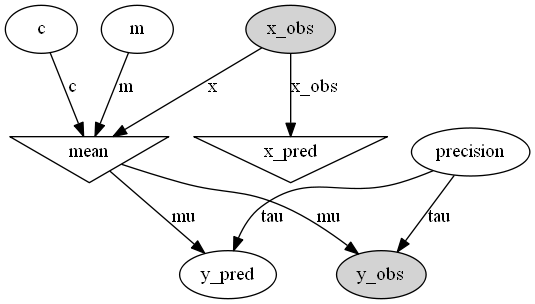 c
m
x_obs
c
m
x
x_obs
mean
x_pred
precision
mu
tau
mu
tau
y_pred
y_obs